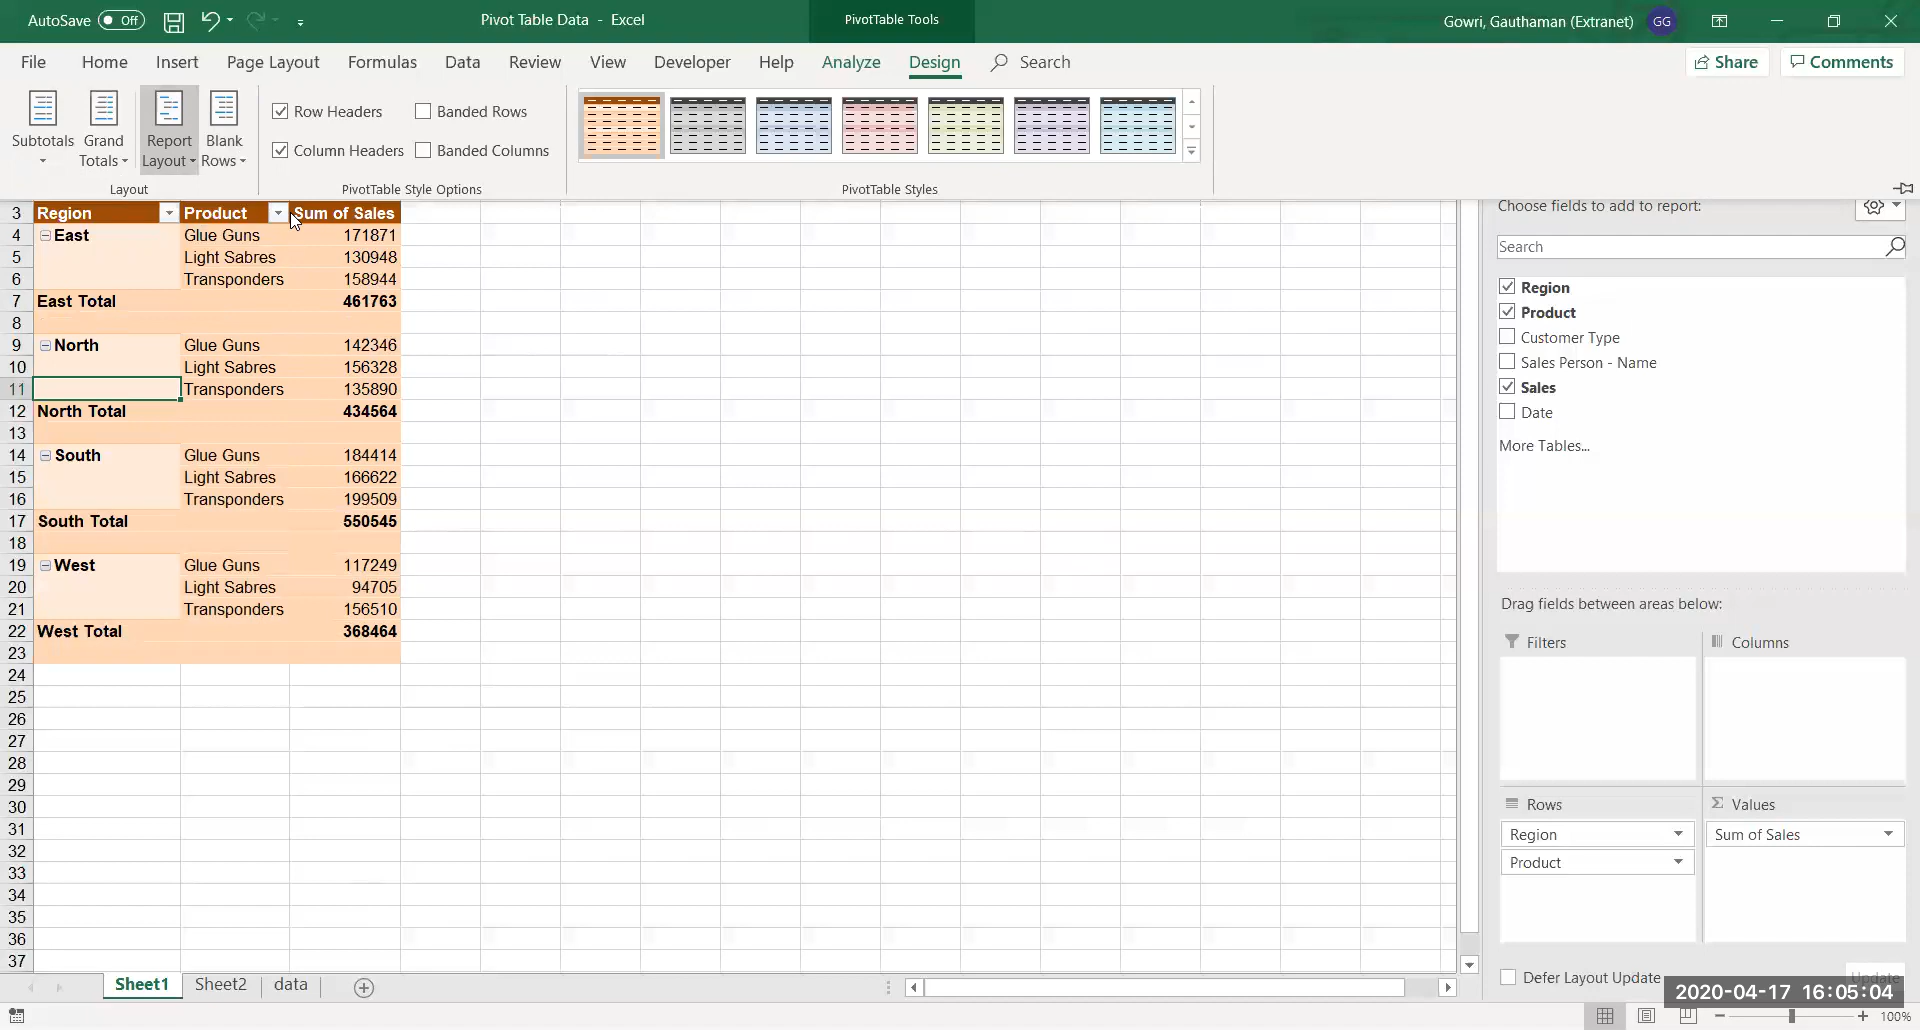 AutoSave Off
Pivot Table Data - Excel
PivotTable Tools
Gowri, Gauthaman (Extranet) GG
File Home Insert Page Layout Formulas Data Review View Developer Help Analyze Design Search Share Comments
Subtotals
Grand Totals
Report Layout
Blank Rows
Row Headers Banded Rows
Column Headers Banded Columns
Layout PivotTable Style Options PivotTable Styles
3 Region Product Sum of Sales
4 East Glue Guns 171871
5 Light Sabres 130948
6 Transponders 158944
7 East Total 461763
8
9 North Glue Guns 142346
10 Light Sabres 156328
11 Transponders 135890
12 North Total 434564
13
14 South Glue Guns 184414
15 Light Sabres 166622
16 Transponders 199509
17 South Total 550545
18
19 West Glue Guns 117249
20 Light Sabres 94705
21 Transponders 156510
22 West Total 368464
23
24
25
26
27
28
29
30
31
32
33
34
35
36
37
Choose fields to add to report:
Search
Region
Product
Customer Type
Sales Person - Name
Sales
Date
More Tables...
Drag fields between areas below:
Filters Columns
Rows Σ Values
Region Sum of Sales
Product
Defer Layout Update Update
Sheet1 Sheet2 data
2020-04-17 16:05:04
100%